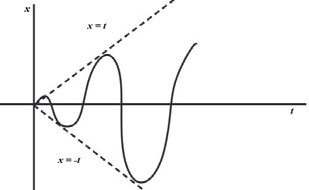 x
x = t
t
x = -t